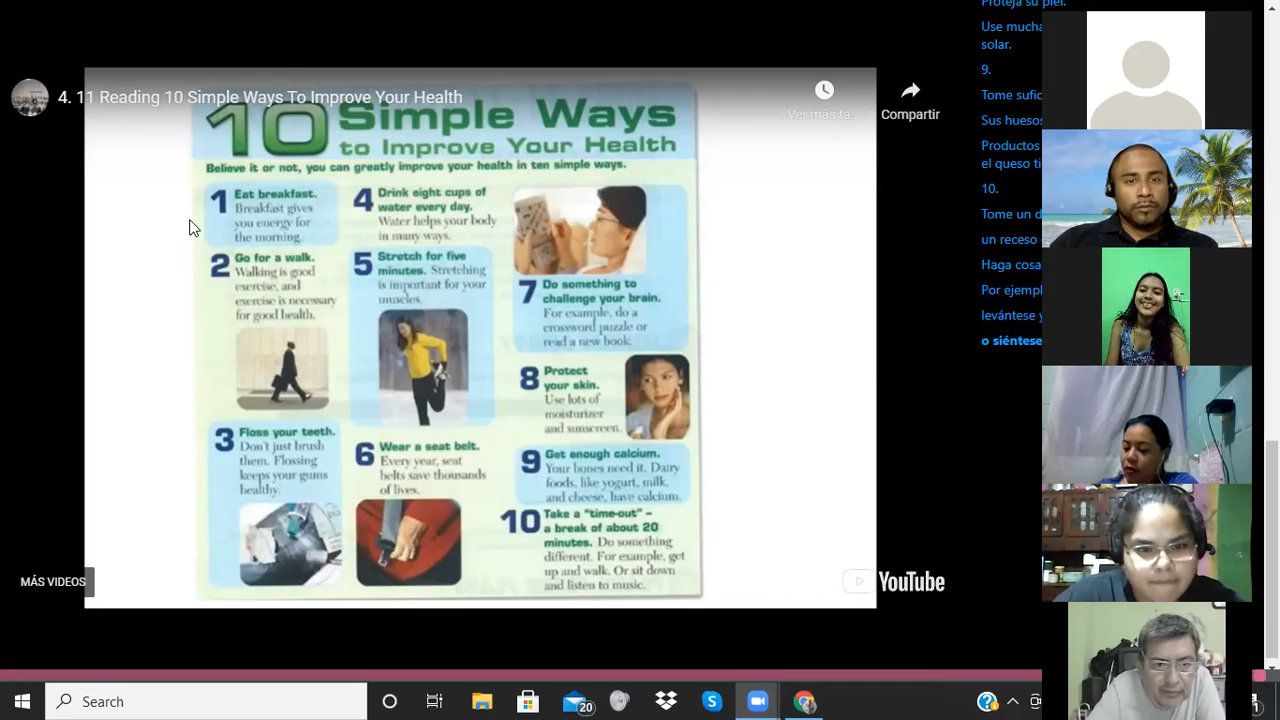 4. 11 Reading 10 Simple Ways To Improve Your Health
Ver más ta...
Compartir
10 Simple Ways
to Improve Your Health
Believe it or not, you can greatly improve your health in ten simple ways.
1 Eat breakfast.
Breakfast gives
you energy for
the morning.
2 Go for a walk.
Walking is good
exercise, and
exercise is necessary
for good health.
3 Floss your teeth.
Don't just brush
them. Flossing
keeps your gums
healthy.
4 Drink eight cups of
water every day.
Water helps your body
in many ways.
5 Stretch for five
minutes. Stretching
is important for your
muscles.
6 Wear a seat belt.
Every year, seat
belts save thousands
of lives.
7 Do something to
challenge your brain.
For example, do a
crossword puzzle or
read a new book.
8 Protect
your skin.
Use lots of
moisturizer
and sunscreen.
9 Get enough calcium.
Your bones need it. Dairy
foods, like yogurt, milk,
and cheese, have calcium.
10 Take a "time-out" –
a break of about 20
minutes. Do something
different. For example, get
up and walk. Or sit down
and listen to music.
MÁS VIDEOS
YouTube
Proteja su piel.
Use mucha
solar.
9.
Tome sufic
Sus huesos
Productos
el queso ti
10.
Tome un d
un receso
Haga cosa
Por ejempl
levántese y
o siéntese
Search
20